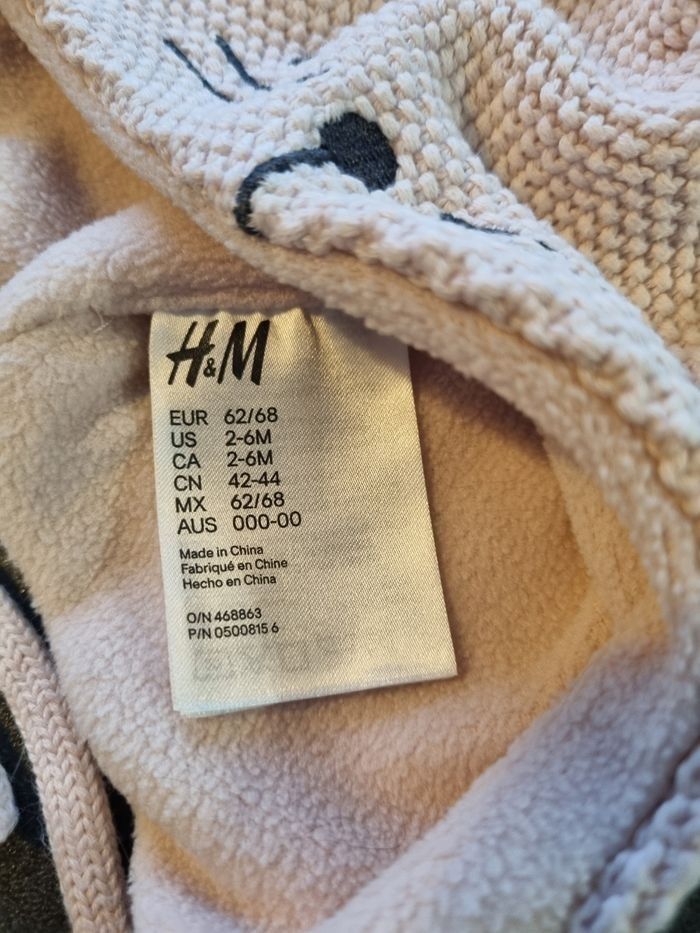 H&M
EUR 62/68
US 2-6M
CA 2-6M
CN 42-44
MX 62/68
AUS 000-00
Made in China
Fabriqué en Chine
Hecho en China
O/N 468863
P/N 0500815 6